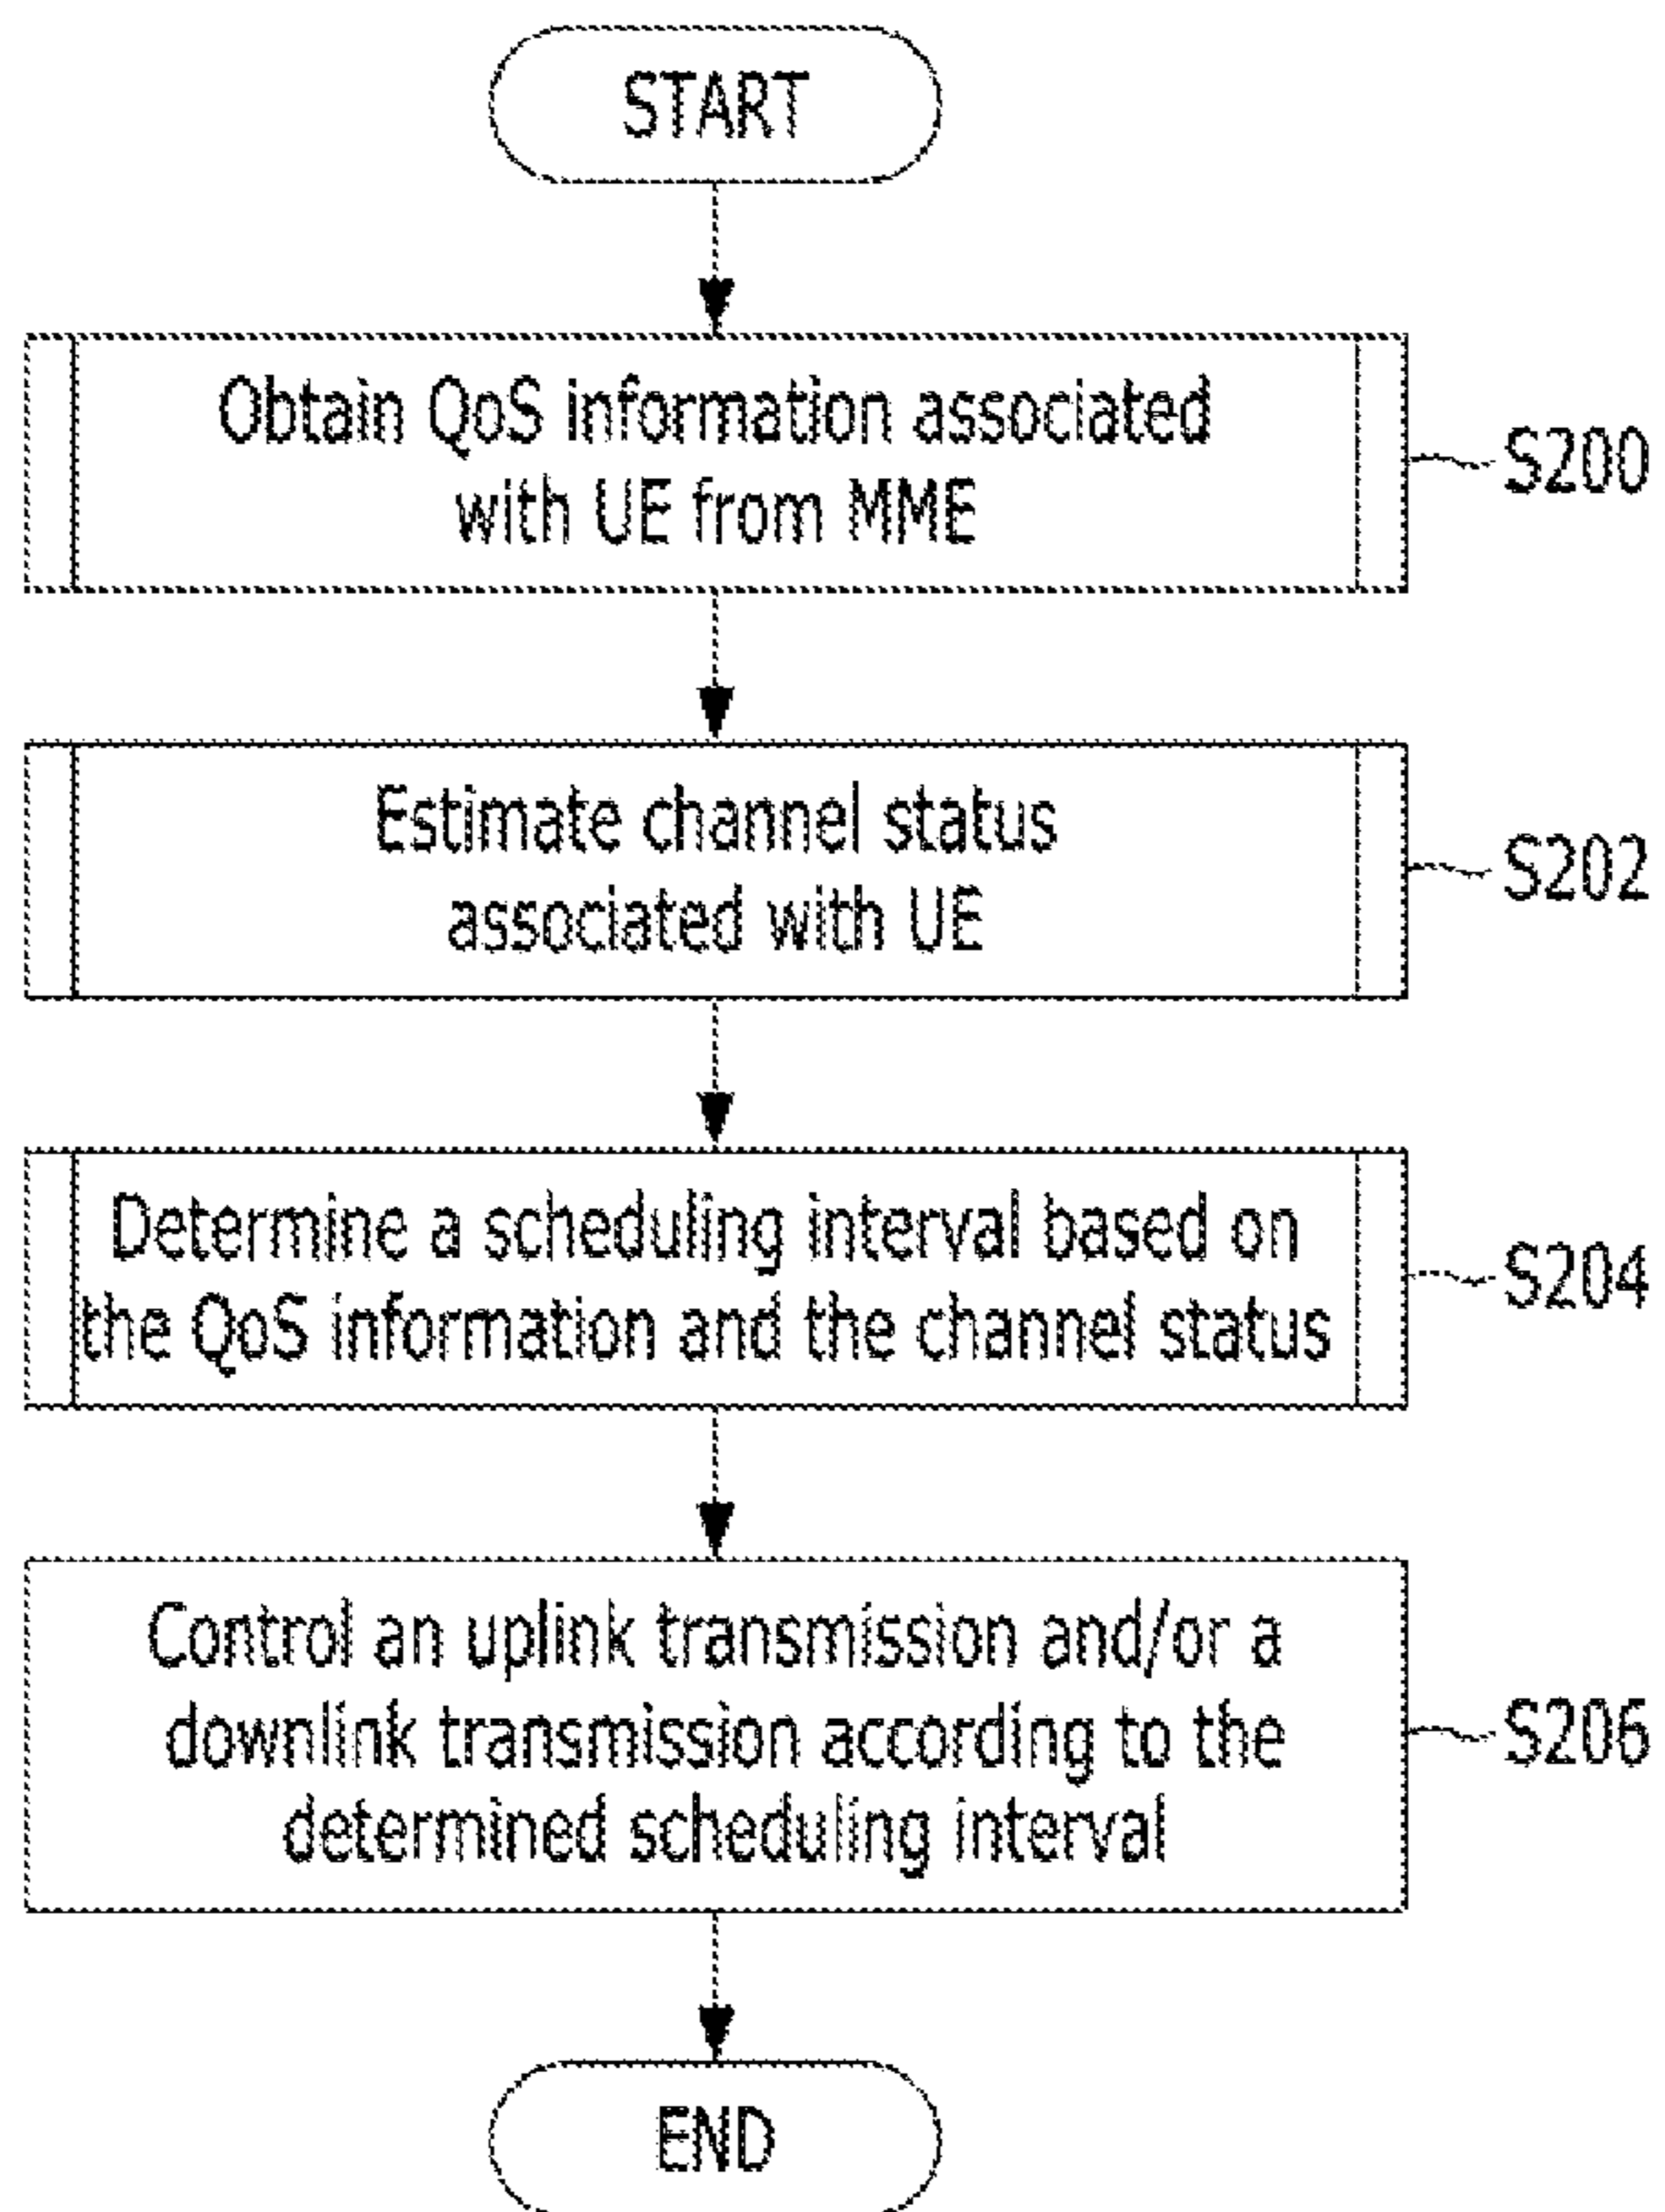 START
Obtain QoS information associated
with UE from MME
S200
Estimate channel status
associated with UE
S202
Determine a scheduling interval based on
the QoS information and the channel status
S204
Control an uplink transmission and/or a
downlink transmission according to the
determined scheduling interval
S206
END